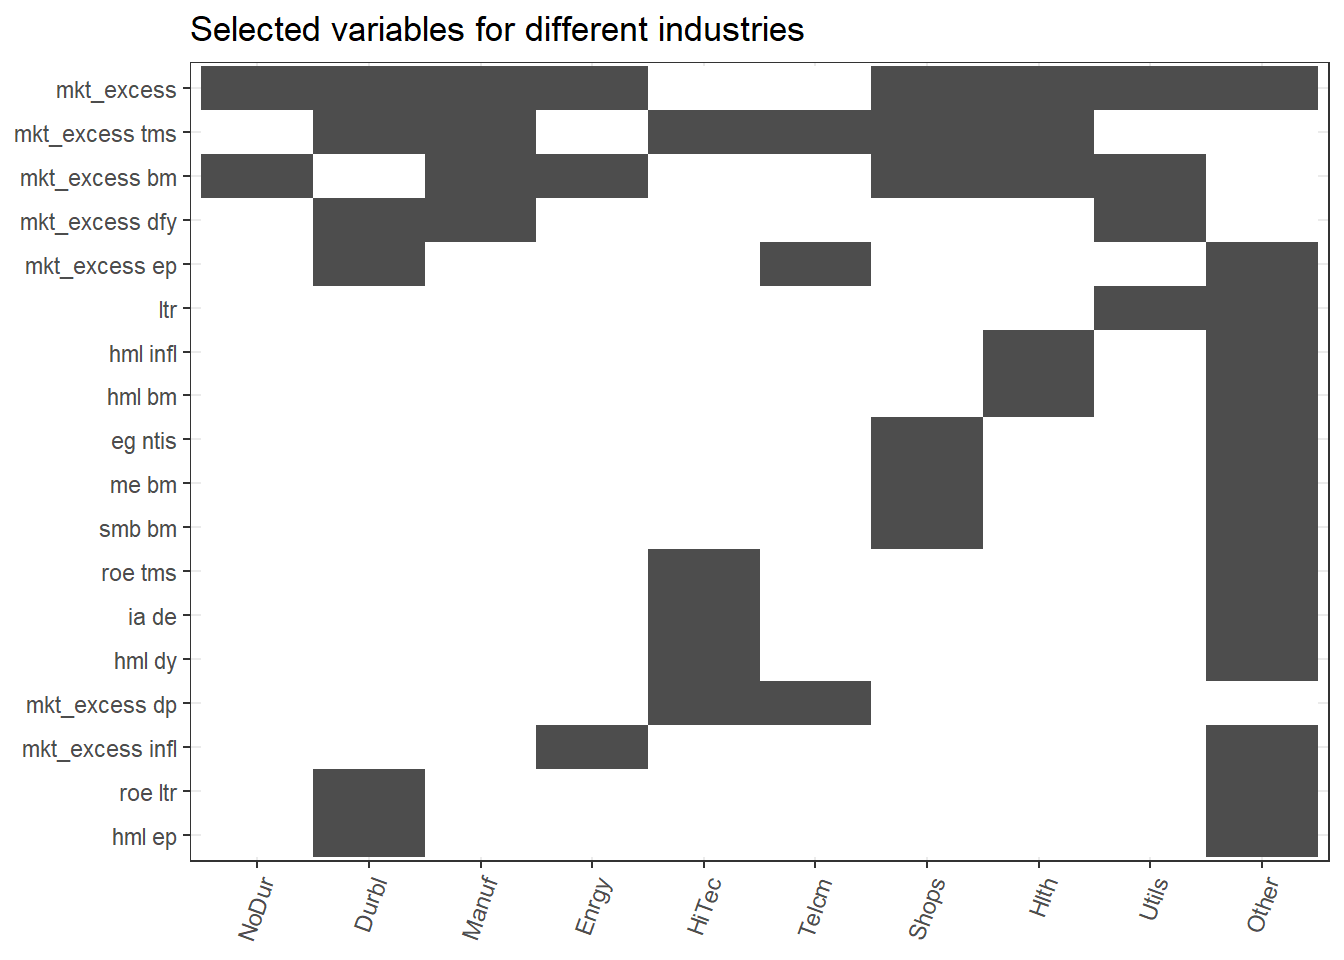 Selected variables for different industries
mkt_excess
mkt_excess tms
mkt_excess bm
mkt_excess dfy
mkt_excess ep
ltr
hml infl
hml bm
eg ntis
me bm
smb bm
roe tms
ia de
hml dy
mkt_excess dp
mkt_excess infl
roe ltr
hml ep
NoDur
Durbl
Manuf
Enrgy
HiTec
Telcm
Shops
Hlth
Utils
Other